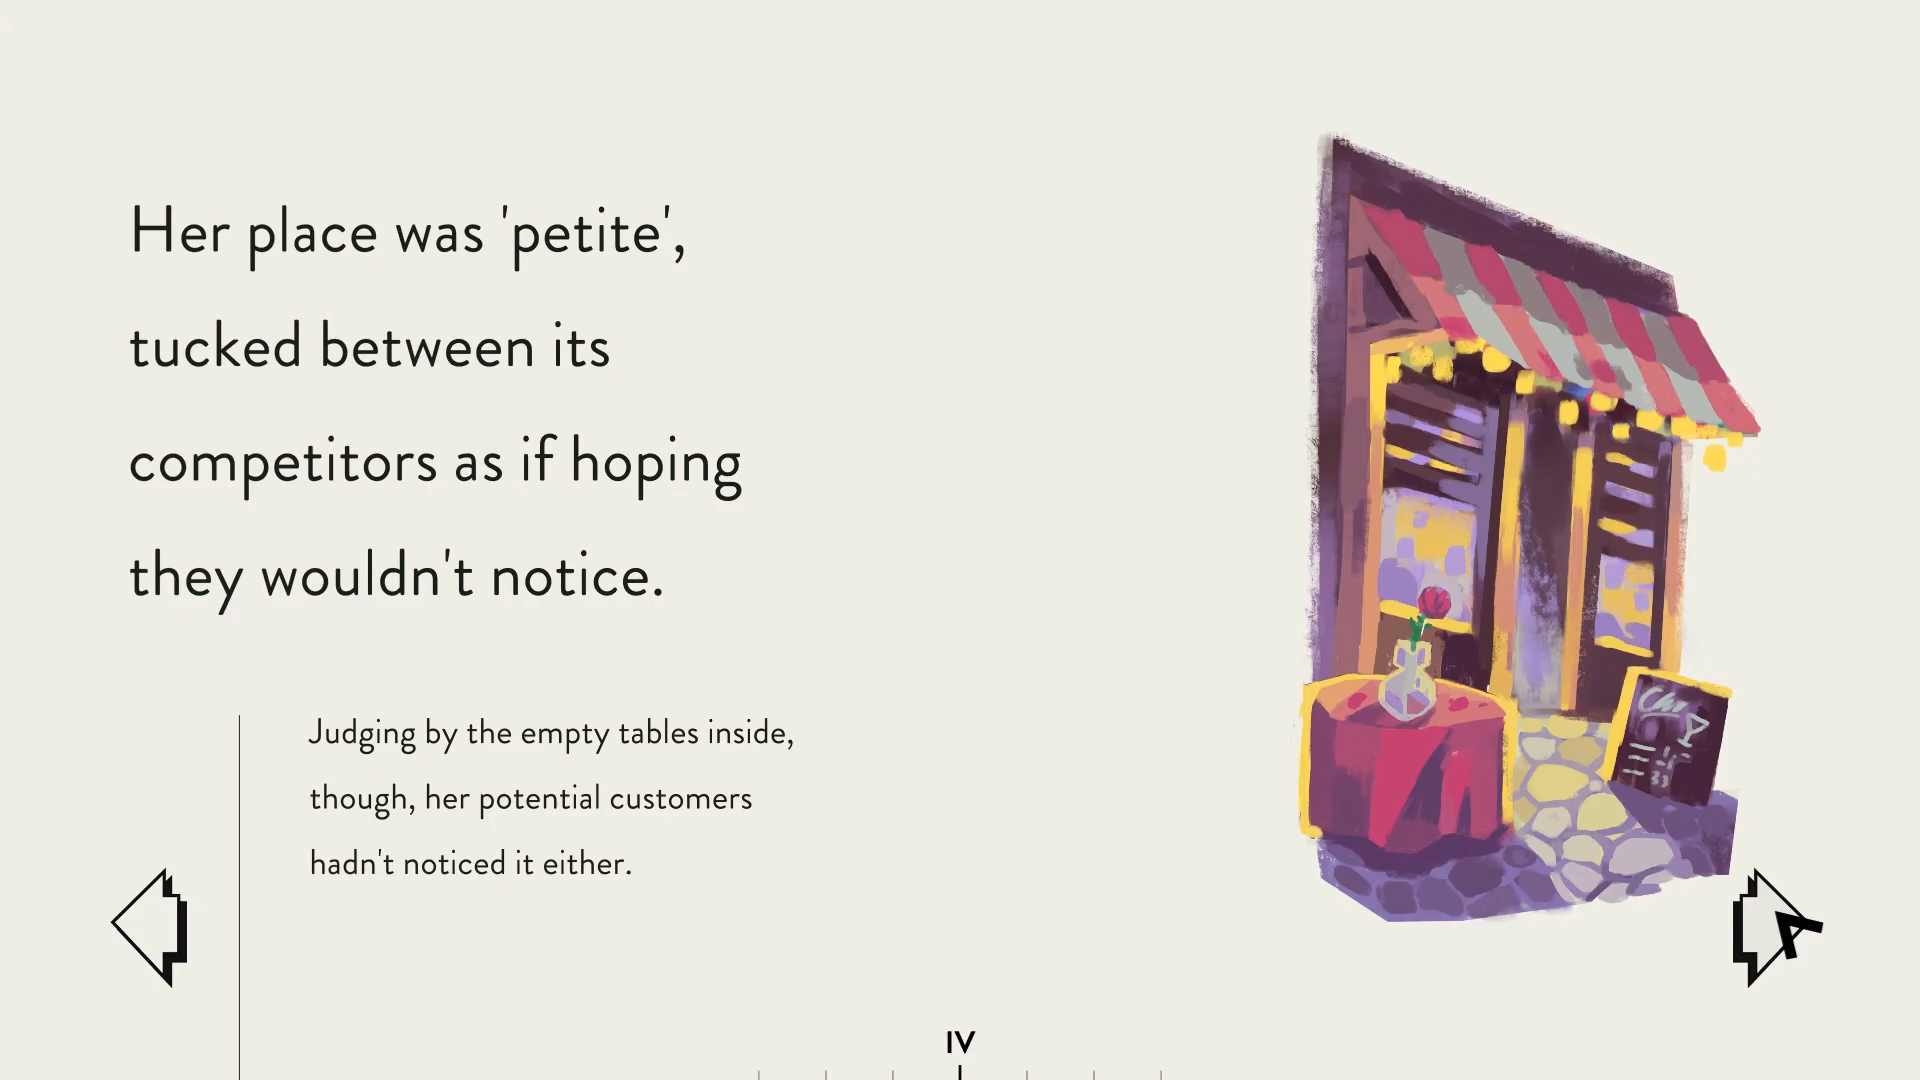 Her place was 'petite',
tucked between its
competitors as if hoping
they wouldn't notice.
Judging by the empty tables inside,
though, her potential customers
hadn't noticed it either.
IV